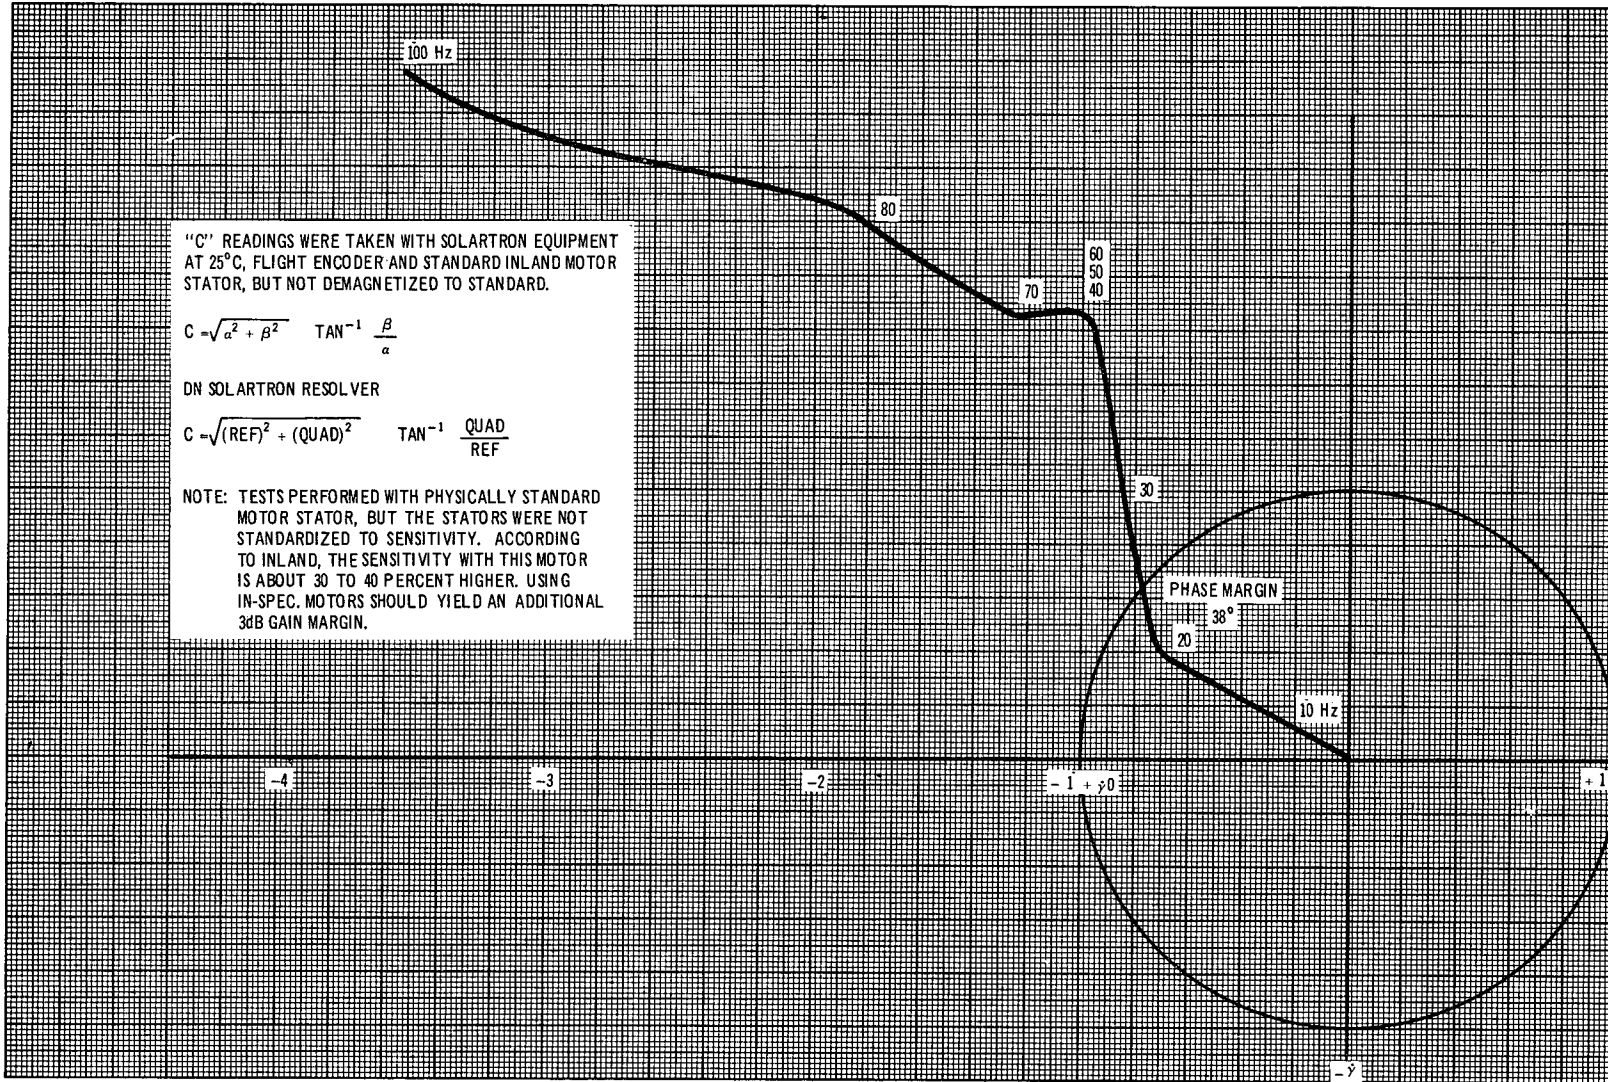 100 Hz
80
60
50
40
70
"C" READINGS WERE TAKEN WITH SOLARTRON EQUIPMENT
AT 25°C, FLIGHT ENCODER AND STANDARD INLAND MOTOR
STATOR, BUT NOT DEMAGNETIZED TO STANDARD.
C = √α² + β² TAN⁻¹ β/α
DN SOLARTRON RESOLVER
C = √(REF)² + (QUAD)² TAN⁻¹ QUAD/REF
NOTE: TESTS PERFORMED WITH PHYSICALLY STANDARD
MOTOR STATOR, BUT THE STATORS WERE NOT
STANDARDIZED TO SENSITIVITY. ACCORDING
TO INLAND, THE SENSITIVITY WITH THIS MOTOR
IS ABOUT 30 TO 40 PERCENT HIGHER. USING
IN-SPEC. MOTORS SHOULD YIELD AN ADDITIONAL
3dB GAIN MARGIN.
30
PHASE MARGIN
38°
20
10 Hz
-4
-3
-2
- 1 + j0
+ 1
- j